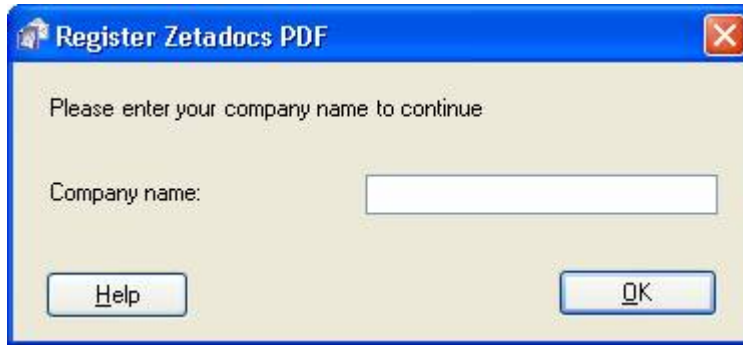 Register Zetadocs PDF
Please enter your company name to continue
Company name:
Help
OK